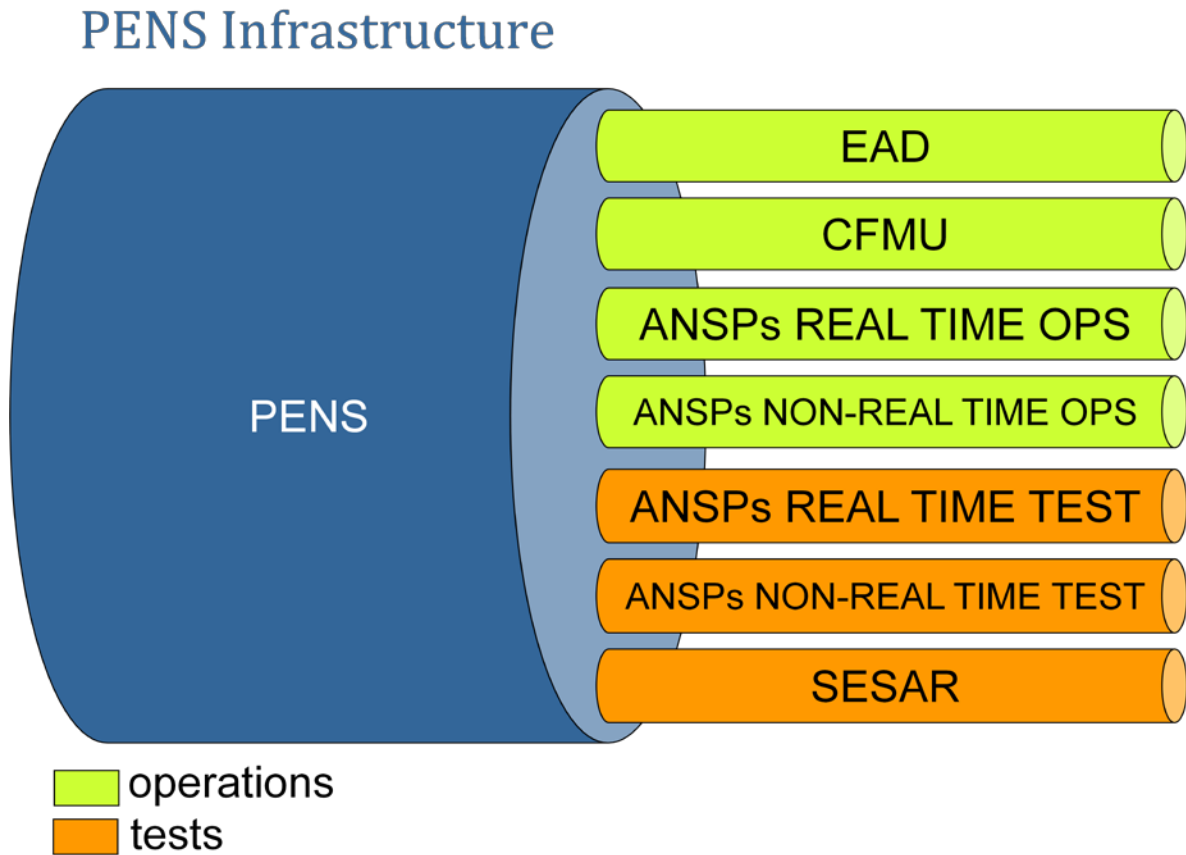 PENS Infrastructure
EAD
CFMU
ANSPs REAL TIME OPS
PENS
ANSPs NON-REAL TIME OPS
ANSPs REAL TIME TEST
ANSPs NON-REAL TIME TEST
SESAR
operations
tests